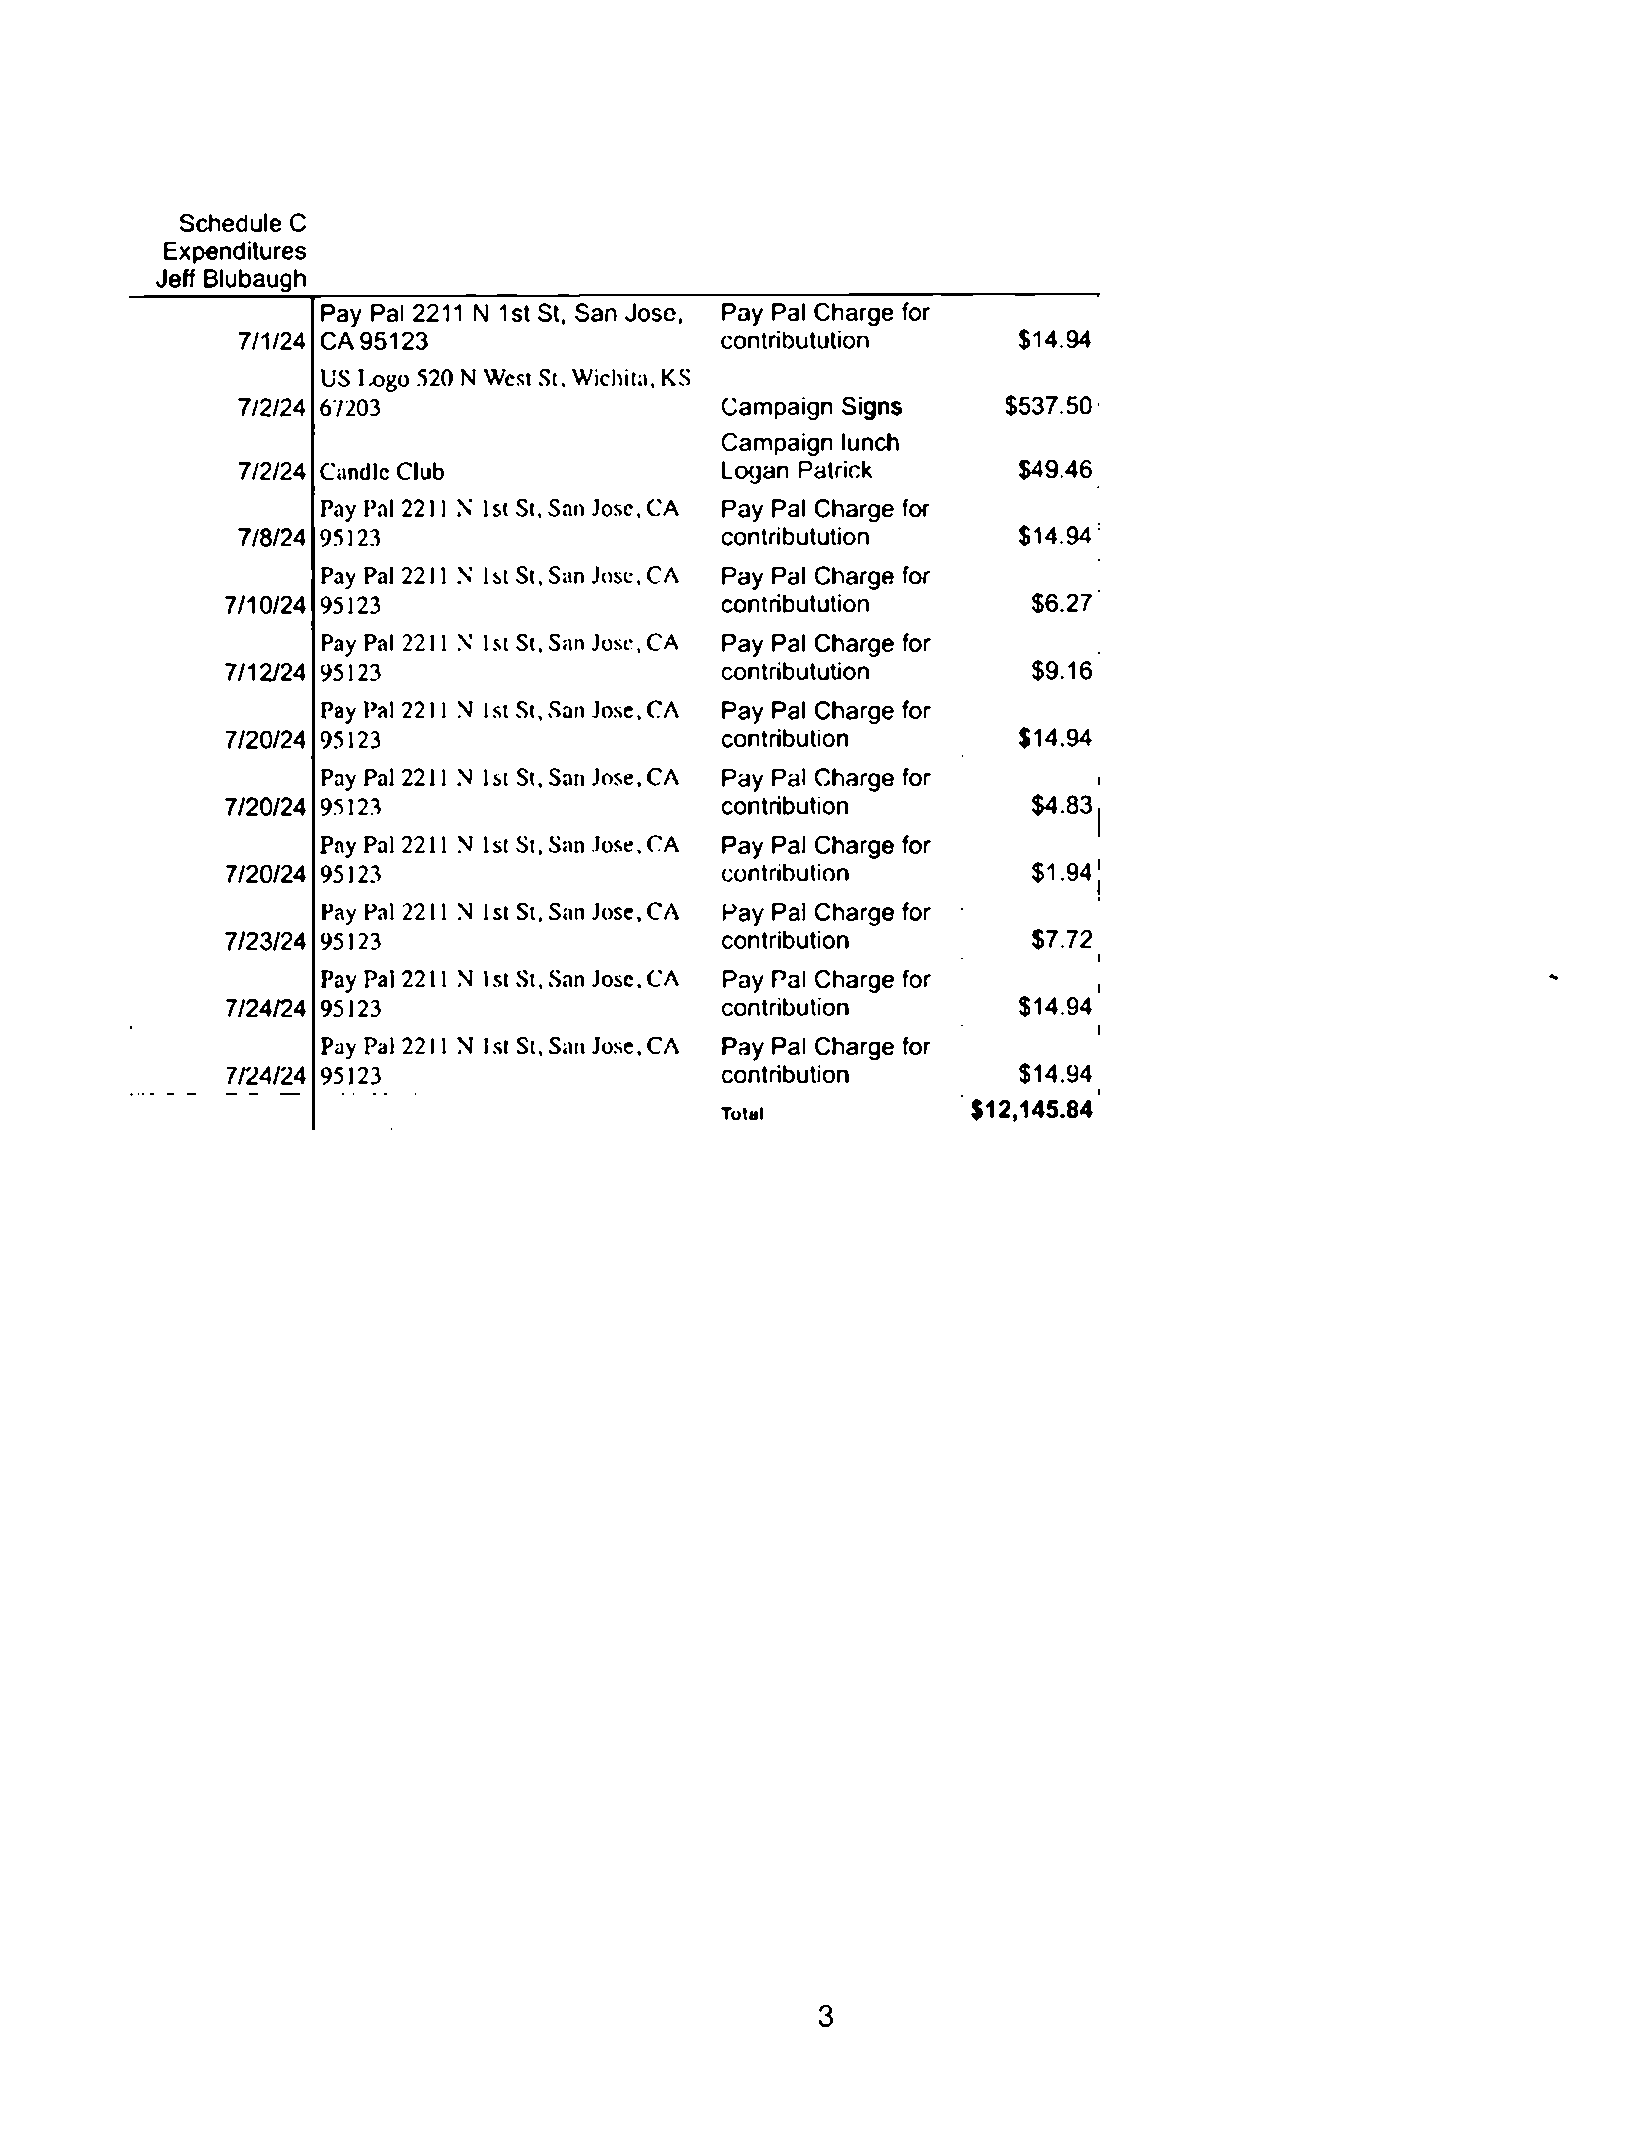 Schedule C
Expenditures
Jeff Blubaugh
Pay Pal 2211 N 1st St, San Jose, Pay Pal Charge for
7/1/24 CA 95123 contributution $14.94
US Logo 520 N West St, Wichita, KS
7/2/24 67203 Campaign Signs $537.50
Campaign lunch
7/2/24 Candle Club Logan Patrick $49.46
Pay Pal 2211 N 1st St, San Jose, CA Pay Pal Charge for
7/8/24 95123 contributution $14.94
Pay Pal 2211 N 1st St, San Jose, CA Pay Pal Charge for
7/10/24 95123 contributution $6.27
Pay Pal 2211 N 1st St, San Jose, CA Pay Pal Charge for
7/12/24 95123 contributution $9.16
Pay Pal 2211 N 1st St, San Jose, CA Pay Pal Charge for
7/20/24 95123 contribution $14.94
Pay Pal 2211 N 1st St, San Jose, CA Pay Pal Charge for
7/20/24 95123 contribution $4.83
Pay Pal 2211 N 1st St, San Jose, CA Pay Pal Charge for
7/20/24 95123 contribution $1.94
Pay Pal 2211 N 1st St, San Jose, CA Pay Pal Charge for
7/23/24 95123 contribution $7.72
Pay Pal 2211 N 1st St, San Jose, CA Pay Pal Charge for
7/24/24 95123 contribution $14.94
Pay Pal 2211 N 1st St, San Jose, CA Pay Pal Charge for
7/24/24 95123 contribution $14.94
Total $12,145.84
3